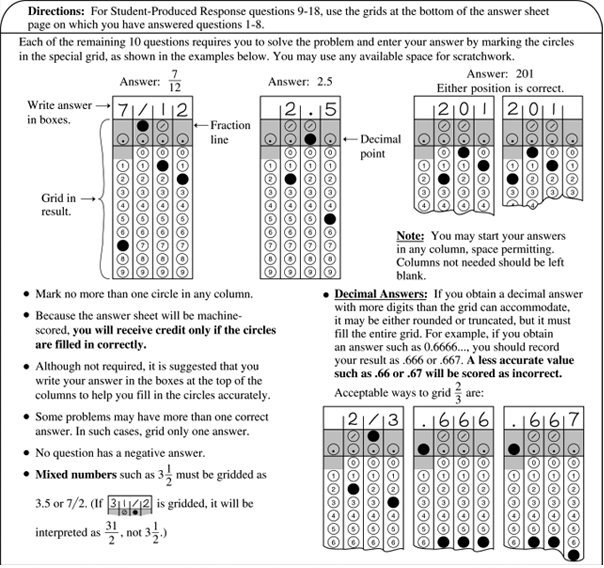 Directions: For Student-Produced Response questions 9-18, use the grids at the bottom of the answer sheet
page on which you have answered questions 1-8.
Each of the remaining 10 questions requires you to solve the problem and enter your answer by marking the circles
in the special grid, as shown in the examples below. You may use any available space for scratchwork.
Answer: 7/12
Answer: 2.5
Answer: 201
Either position is correct.
Write answer
in boxes.
7 / 1 2
2 . 5
2 0 1
2 0 1
Fraction
line
Decimal
point
Grid in
result.
Note: You may start your answers
in any column, space permitting.
Columns not needed should be left
blank.
• Mark no more than one circle in any column.
• Because the answer sheet will be machine-
scored, you will receive credit only if the circles
are filled in correctly.
• Although not required, it is suggested that you
write your answer in the boxes at the top of the
columns to help you fill in the circles accurately.
• Some problems may have more than one correct
answer. In such cases, grid only one answer.
• No question has a negative answer.
• Mixed numbers such as 3 1/2 must be gridded as
3.5 or 7/2. (If 3 1 / 2 is gridded, it will be
interpreted as 31/2, not 3 1/2.)
• Decimal Answers: If you obtain a decimal answer
with more digits than the grid can accommodate,
it may be either rounded or truncated, but it must
fill the entire grid. For example, if you obtain
an answer such as 0.6666..., you should record
your result as .666 or .667. A less accurate value
such as .66 or .67 will be scored as incorrect.
Acceptable ways to grid 2/3 are:
2 / 3
. 6 6 6
. 6 6 7